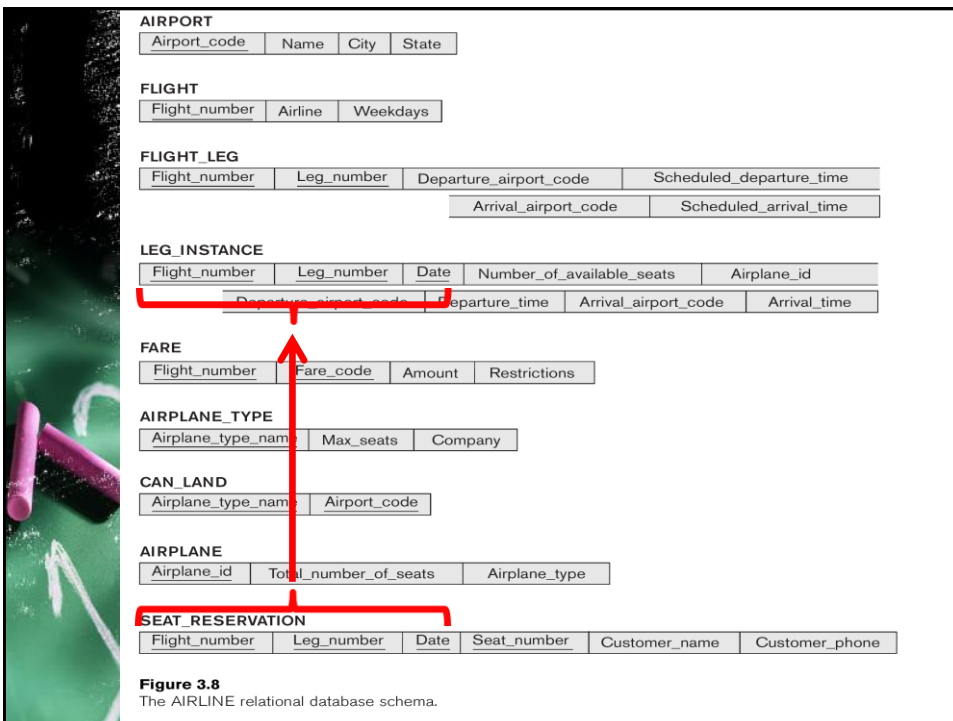 AIRPORT
Airport_code Name City State
FLIGHT
Flight_number Airline Weekdays
FLIGHT_LEG
Flight_number Leg_number Departure_airport_code Scheduled_departure_time
Arrival_airport_code Scheduled_arrival_time
LEG_INSTANCE
Flight_number Leg_number Date Number_of_available_seats Airplane_id
Departure_airport_code Departure_time Arrival_airport_code Arrival_time
FARE
Flight_number Fare_code Amount Restrictions
AIRPLANE_TYPE
Airplane_type_name Max_seats Company
CAN_LAND
Airplane_type_name Airport_code
AIRPLANE
Airplane_id Total_number_of_seats Airplane_type
SEAT_RESERVATION
Flight_number Leg_number Date Seat_number Customer_name Customer_phone
Figure 3.8
The AIRLINE relational database schema.